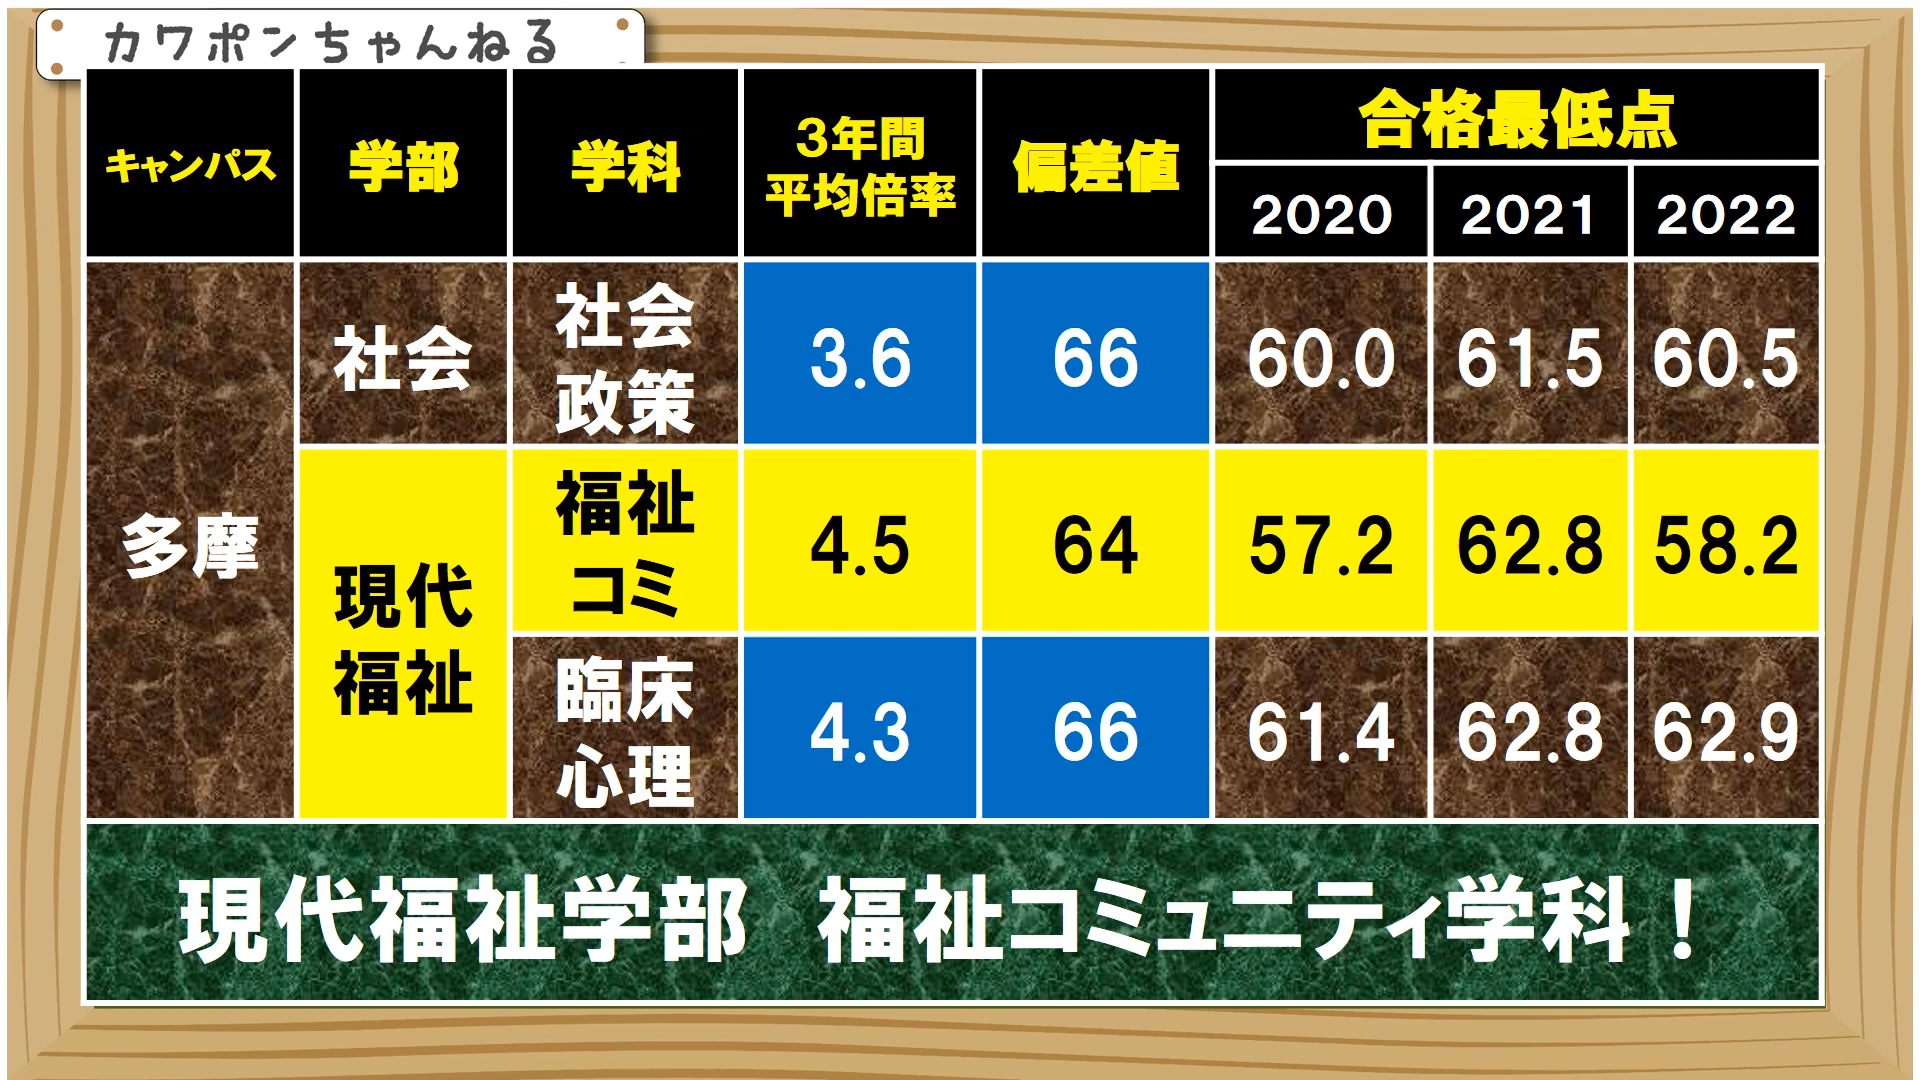 カワポンちゃんねる
キャンパス 学部 学科 3年間 平均倍率 偏差値 合格最低点
2020 2021 2022
多摩 社会 社会 政策 3.6 66 60.0 61.5 60.5
現代 福祉 福祉 コミ 4.5 64 57.2 62.8 58.2
臨床 心理 4.3 66 61.4 62.8 62.9
現代福祉学部 福祉コミュニティ学科！